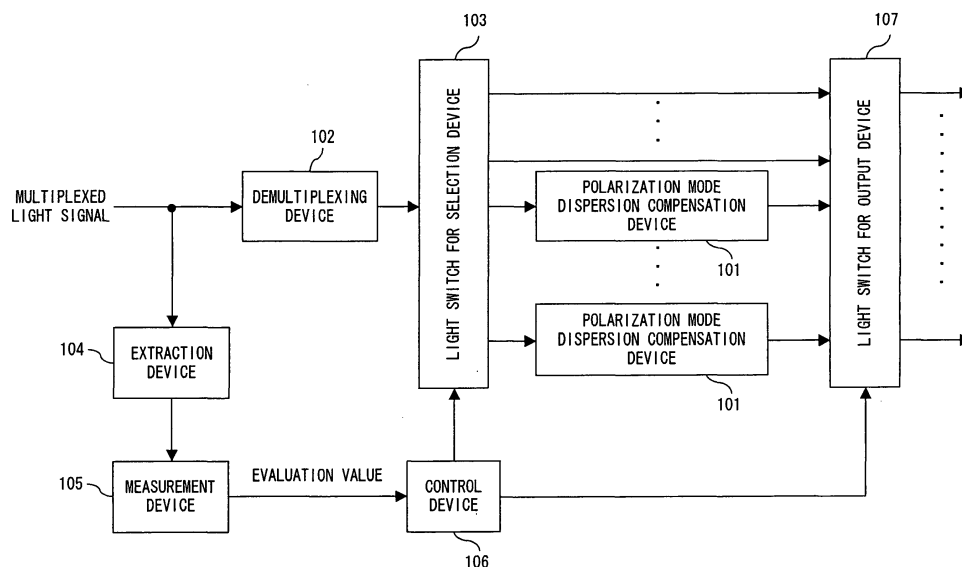 103
107
LIGHT SWITCH FOR SELECTION DEVICE
LIGHT SWITCH FOR OUTPUT DEVICE
102
MULTIPLEXED
LIGHT SIGNAL
DEMULTIPLEXING
DEVICE
POLARIZATION MODE
DISPERSION COMPENSATION
DEVICE
101
104
EXTRACTION
DEVICE
POLARIZATION MODE
DISPERSION COMPENSATION
DEVICE
101
105
MEASUREMENT
DEVICE
EVALUATION VALUE
CONTROL
DEVICE
106